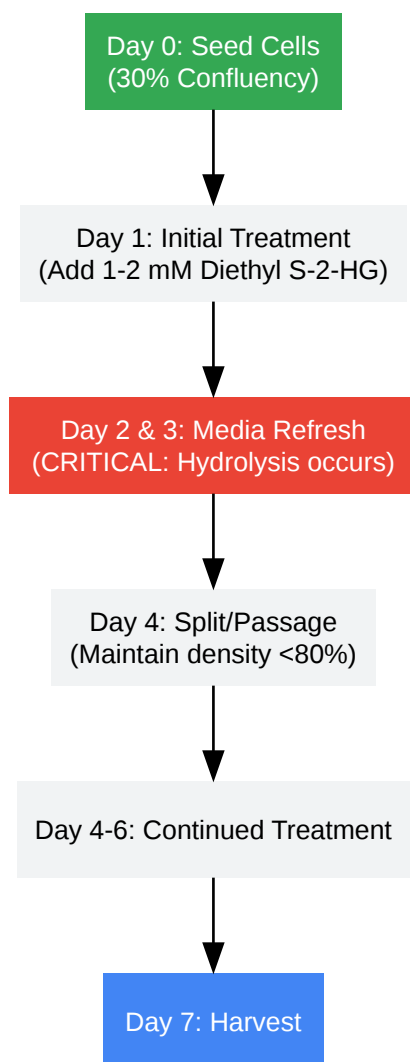 Day 0: Seed Cells
(30% Confluency)
Day 1: Initial Treatment
(Add 1-2 mM Diethyl S-2-HG)
Day 2 & 3: Media Refresh
(CRITICAL: Hydrolysis occurs)
Day 4: Split/Passage
(Maintain density <80%)
Day 4-6: Continued Treatment
Day 7: Harvest